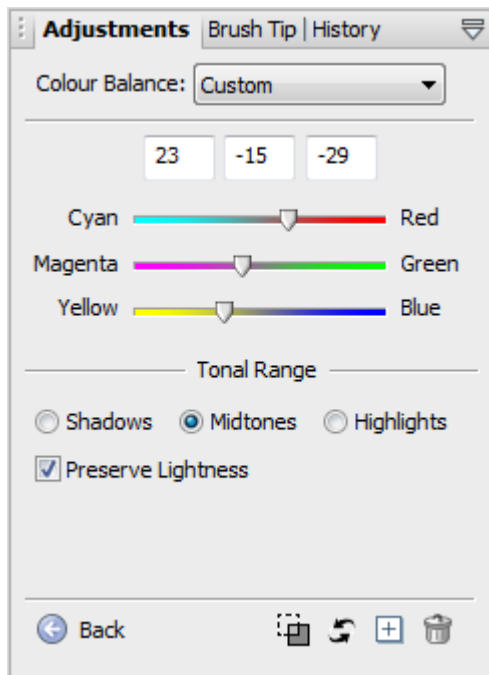 Adjustments Brush Tip | History
Colour Balance: Custom
23 -15 -29
Cyan Red
Magenta Green
Yellow Blue
Tonal Range
Shadows Midtones Highlights
Preserve Lightness
Back